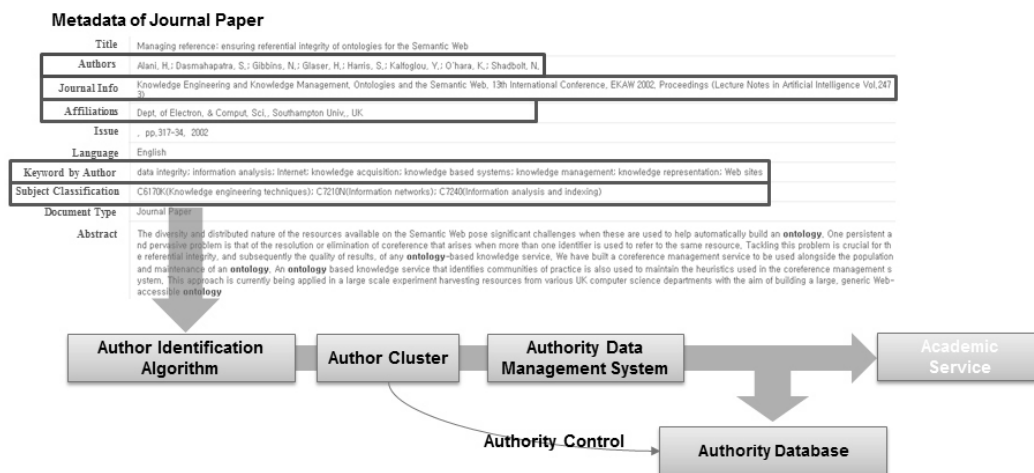 Metadata of Journal Paper
Title Managing reference: ensuring referential integrity of ontologies for the Semantic Web
Authors Alani, H,; Dasmahapatra, S,; Gibbins, N,; Glaser, H,; Harris, S,; Kalfoglou, Y,; O'hara, K,; Shadbolt, N,
Journal Info Knowledge Engineering and Knowledge Management, Ontologies and the Semantic Web, 13th International Conference, EKAW 2002, Proceedings (Lecture Notes in Artificial Intelligence Vol,247
3)
Affiliations Dept, of Electron, & Comput, Sci,, Southampton Univ,, UK
Issue , pp,317-34, 2002
Language English
Keyword by Author data integrity; information analysis; Internet; knowledge acquisition; knowledge based systems; knowledge management; knowledge representation; Web sites
Subject Classification C6170K(Knowledge engineering techniques); C7210N(Information networks); C7240(Information analysis and indexing)
Document Type Journal Paper
Abstract The diversity and distributed nature of the resources available on the Semantic Web pose significant challenges when these are used to help automatically build an ontology, One persistent a
nd pervasive problem is that of the resolution or elimination of coreference that arises when more than one identifier is used to refer to the same resource, Tackling this problem is crucial for th
e referential integrity, and subsequently the quality of results, of any ontology-based knowledge service, We have built a coreference management service to be used alongside the population
and maintenance of an ontology, An ontology based knowledge service that identifies communities of practice is also used to maintain the heuristics used in the coreference management s
ystem, This approach is currently being applied in a large scale experiment harvesting resources from various UK computer science departments with the aim of building a large, generic Web-
accessible ontology
Author Identification
Algorithm
Author Cluster
Authority Data
Management System
Academic
Service
Authority Control
Authority Database